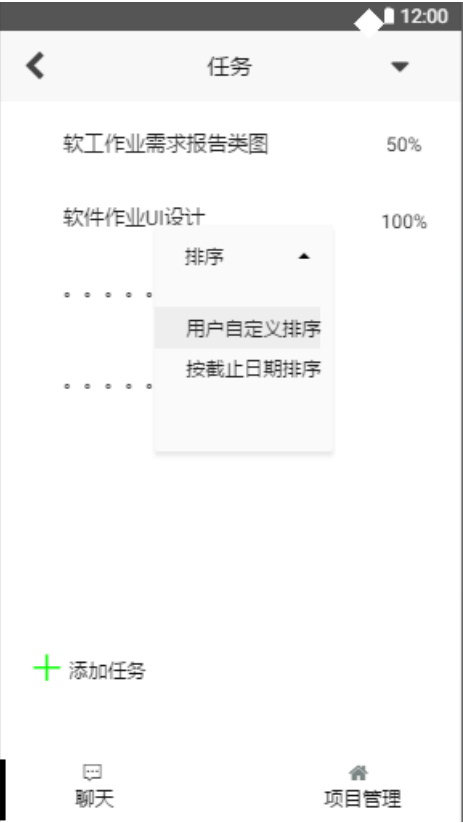 12:00
任务
软工作业需求报告类图 50%
软件作业UI设计 100%
排序
。。。。。
用户自定义排序
按截止日期排序
。。。。。
添加任务
聊天 项目管理